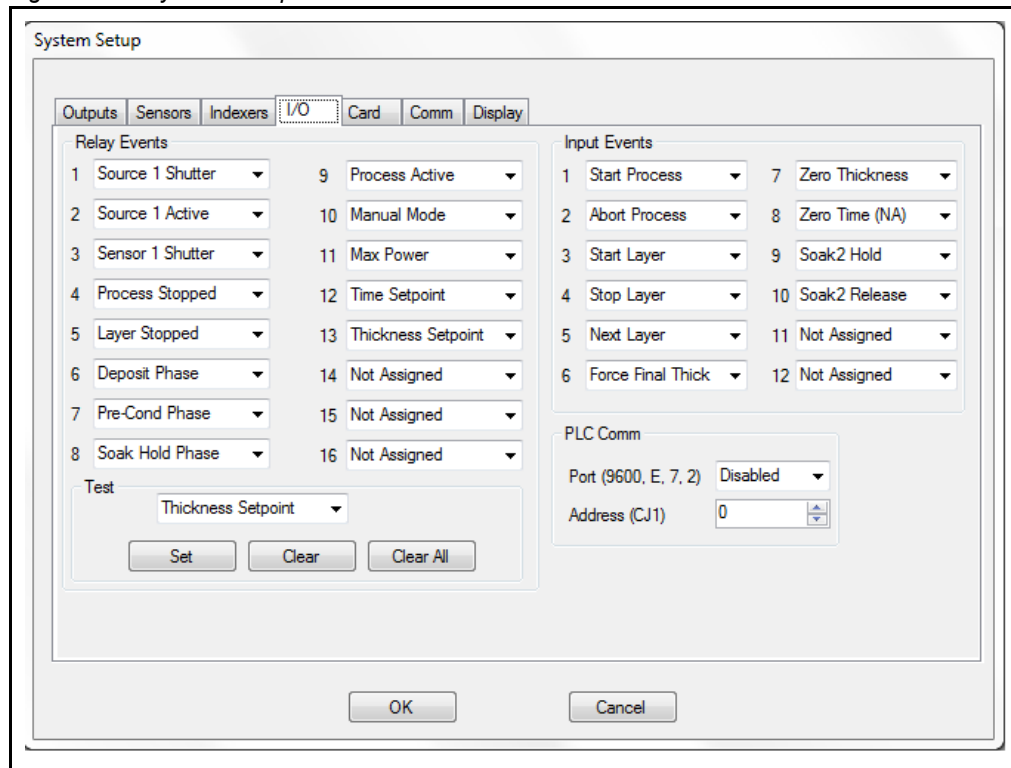 System Setup
Outputs Sensors Indexers I/O Card Comm Display
Relay Events
1 Source 1 Shutter
2 Source 1 Active
3 Sensor 1 Shutter
4 Process Stopped
5 Layer Stopped
6 Deposit Phase
7 Pre-Cond Phase
8 Soak Hold Phase
9 Process Active
10 Manual Mode
11 Max Power
12 Time Setpoint
13 Thickness Setpoint
14 Not Assigned
15 Not Assigned
16 Not Assigned
Test
Thickness Setpoint
Set Clear Clear All
Input Events
1 Start Process
2 Abort Process
3 Start Layer
4 Stop Layer
5 Next Layer
6 Force Final Thick
7 Zero Thickness
8 Zero Time (NA)
9 Soak2 Hold
10 Soak2 Release
11 Not Assigned
12 Not Assigned
PLC Comm
Port (9600, E, 7, 2) Disabled
Address (CJ1) 0
OK Cancel